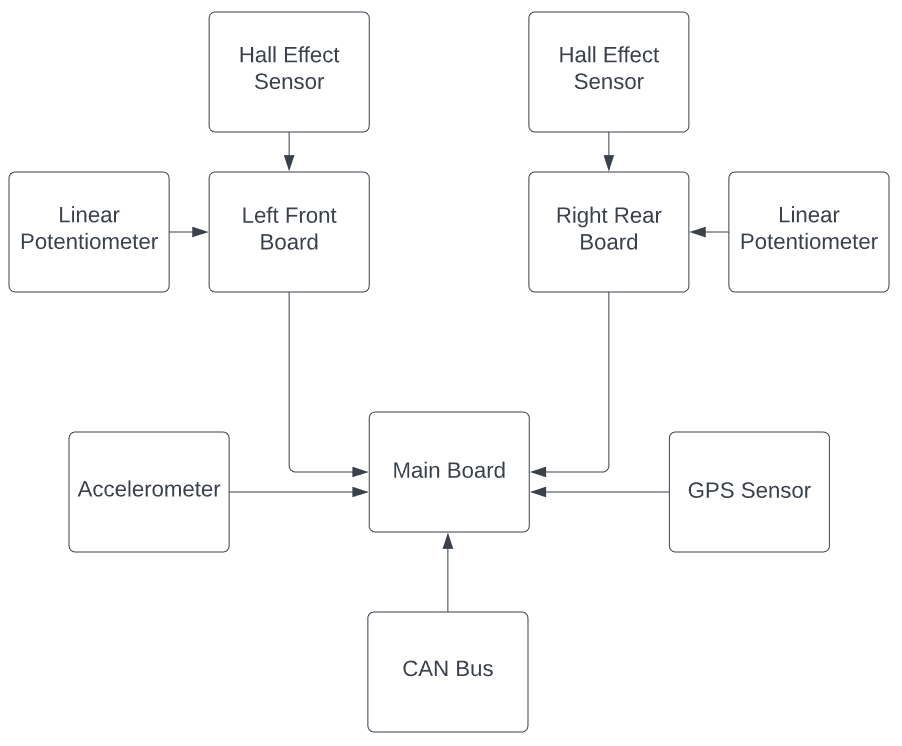 Hall Effect
Sensor
Hall Effect
Sensor
Linear
Potentiometer
Left Front
Board
Right Rear
Board
Linear
Potentiometer
Accelerometer
Main Board
GPS Sensor
CAN Bus